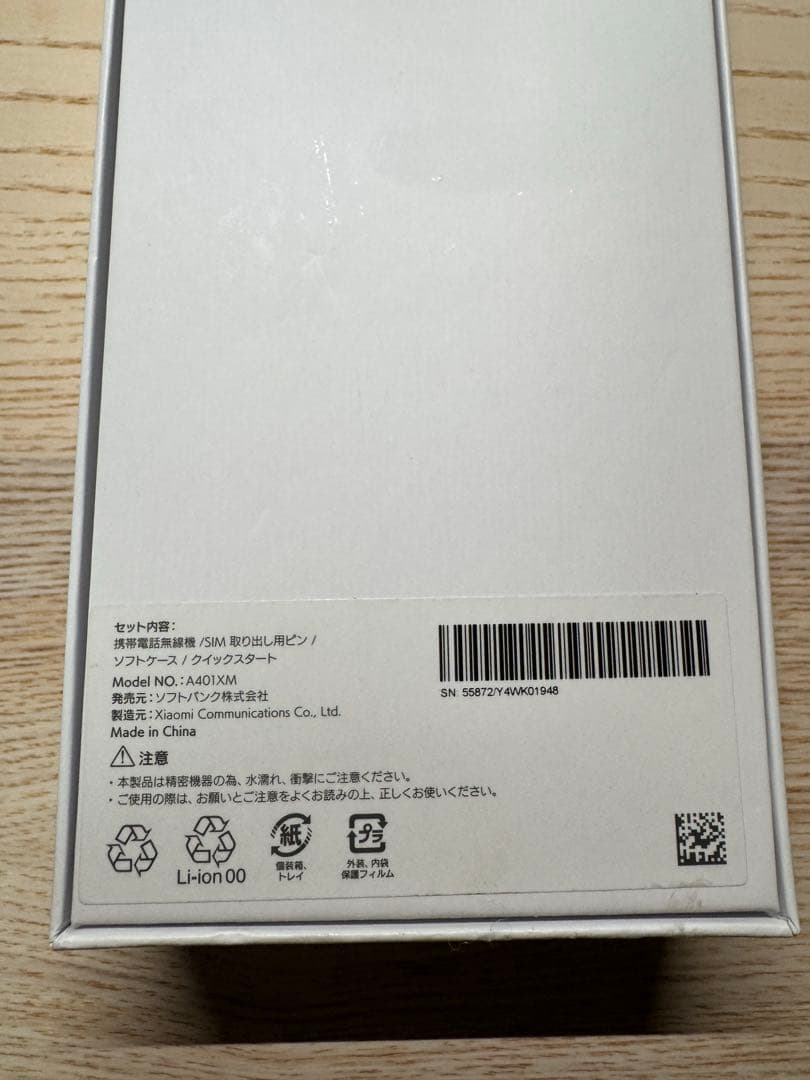 セット内容：
携帯電話無線機 /SIM 取り出し用ピン /
ソフトケース / クイックスタート
Model NO.：A401XM
発売元：ソフトバンク株式会社
製造元：Xiaomi Communications Co., Ltd.
Made in China
注意
・本製品は精密機器の為、水濡れ、衝撃にご注意ください。
・ご使用の際は、お願いとご注意をよくお読みの上、正しくお使いください。
SN: 55872/Y4WK01948
Li-ion 00
紙
個装箱、
トレイ
プラ
外装、内袋
保護フィルム